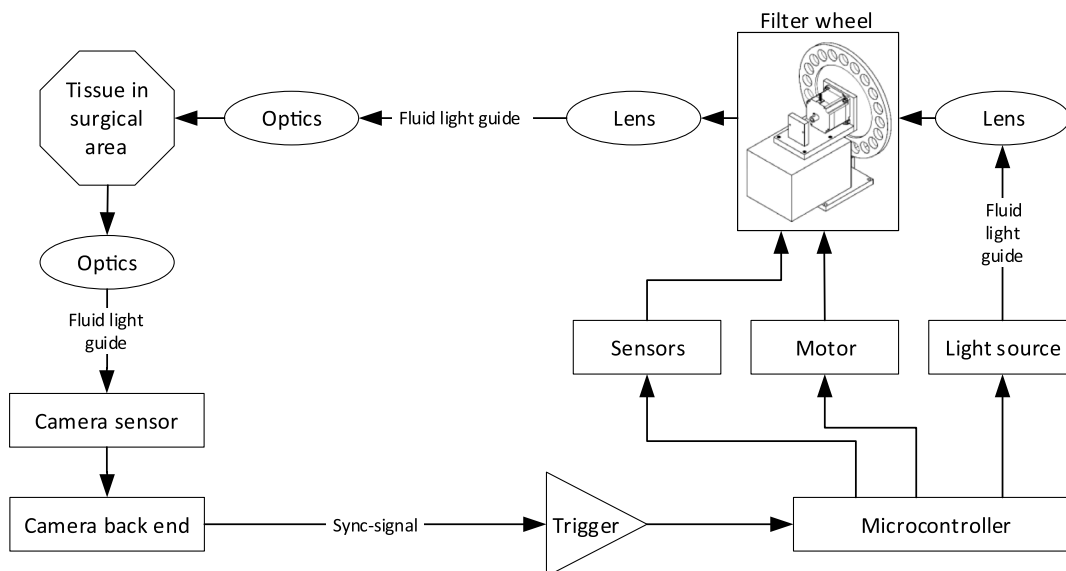 Filter wheel
Tissue in
surgical
area
Optics
Fluid light guide
Lens
Lens
Fluid
light
guide
Optics
Fluid light
guide
Sensors
Motor
Light source
Camera sensor
Camera back end
Sync-signal
Trigger
Microcontroller